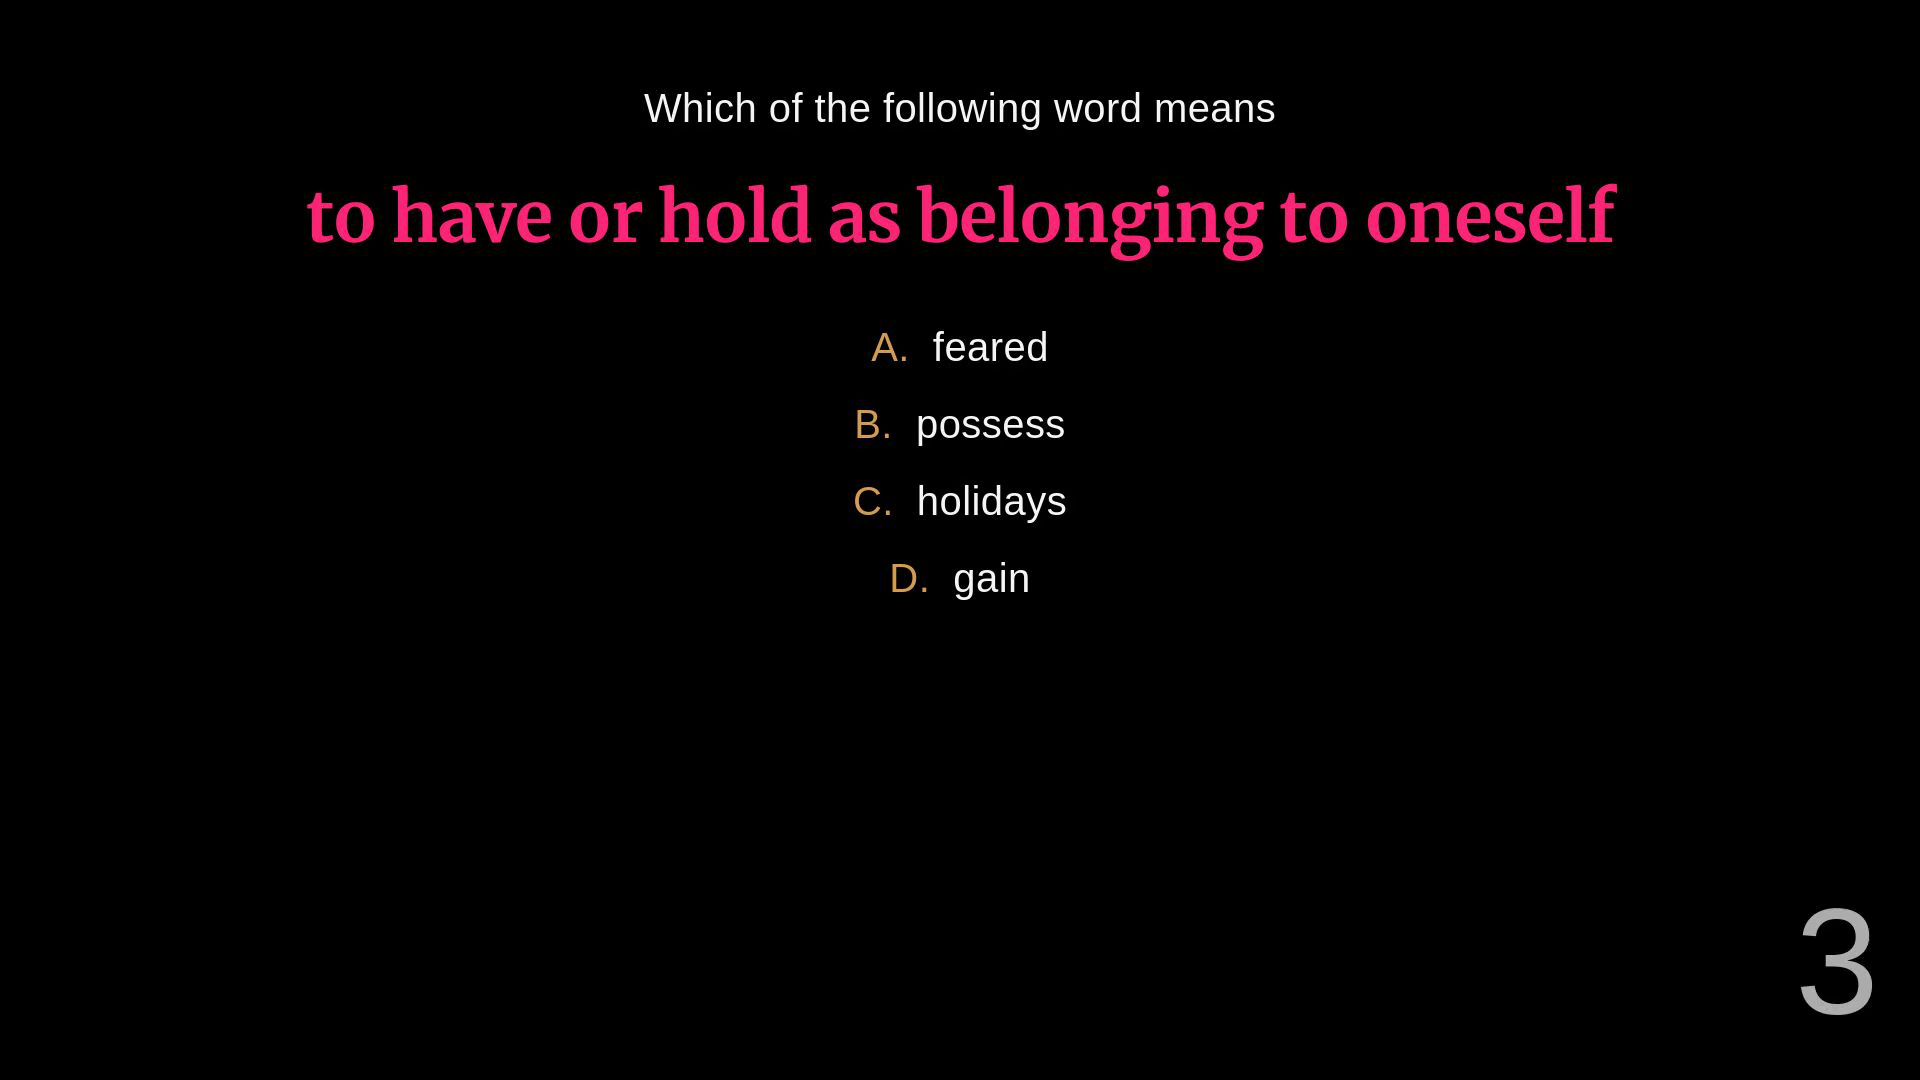 Which of the following word means
to have or hold as belonging to oneself
A. feared
B. possess
C. holidays
D. gain
3